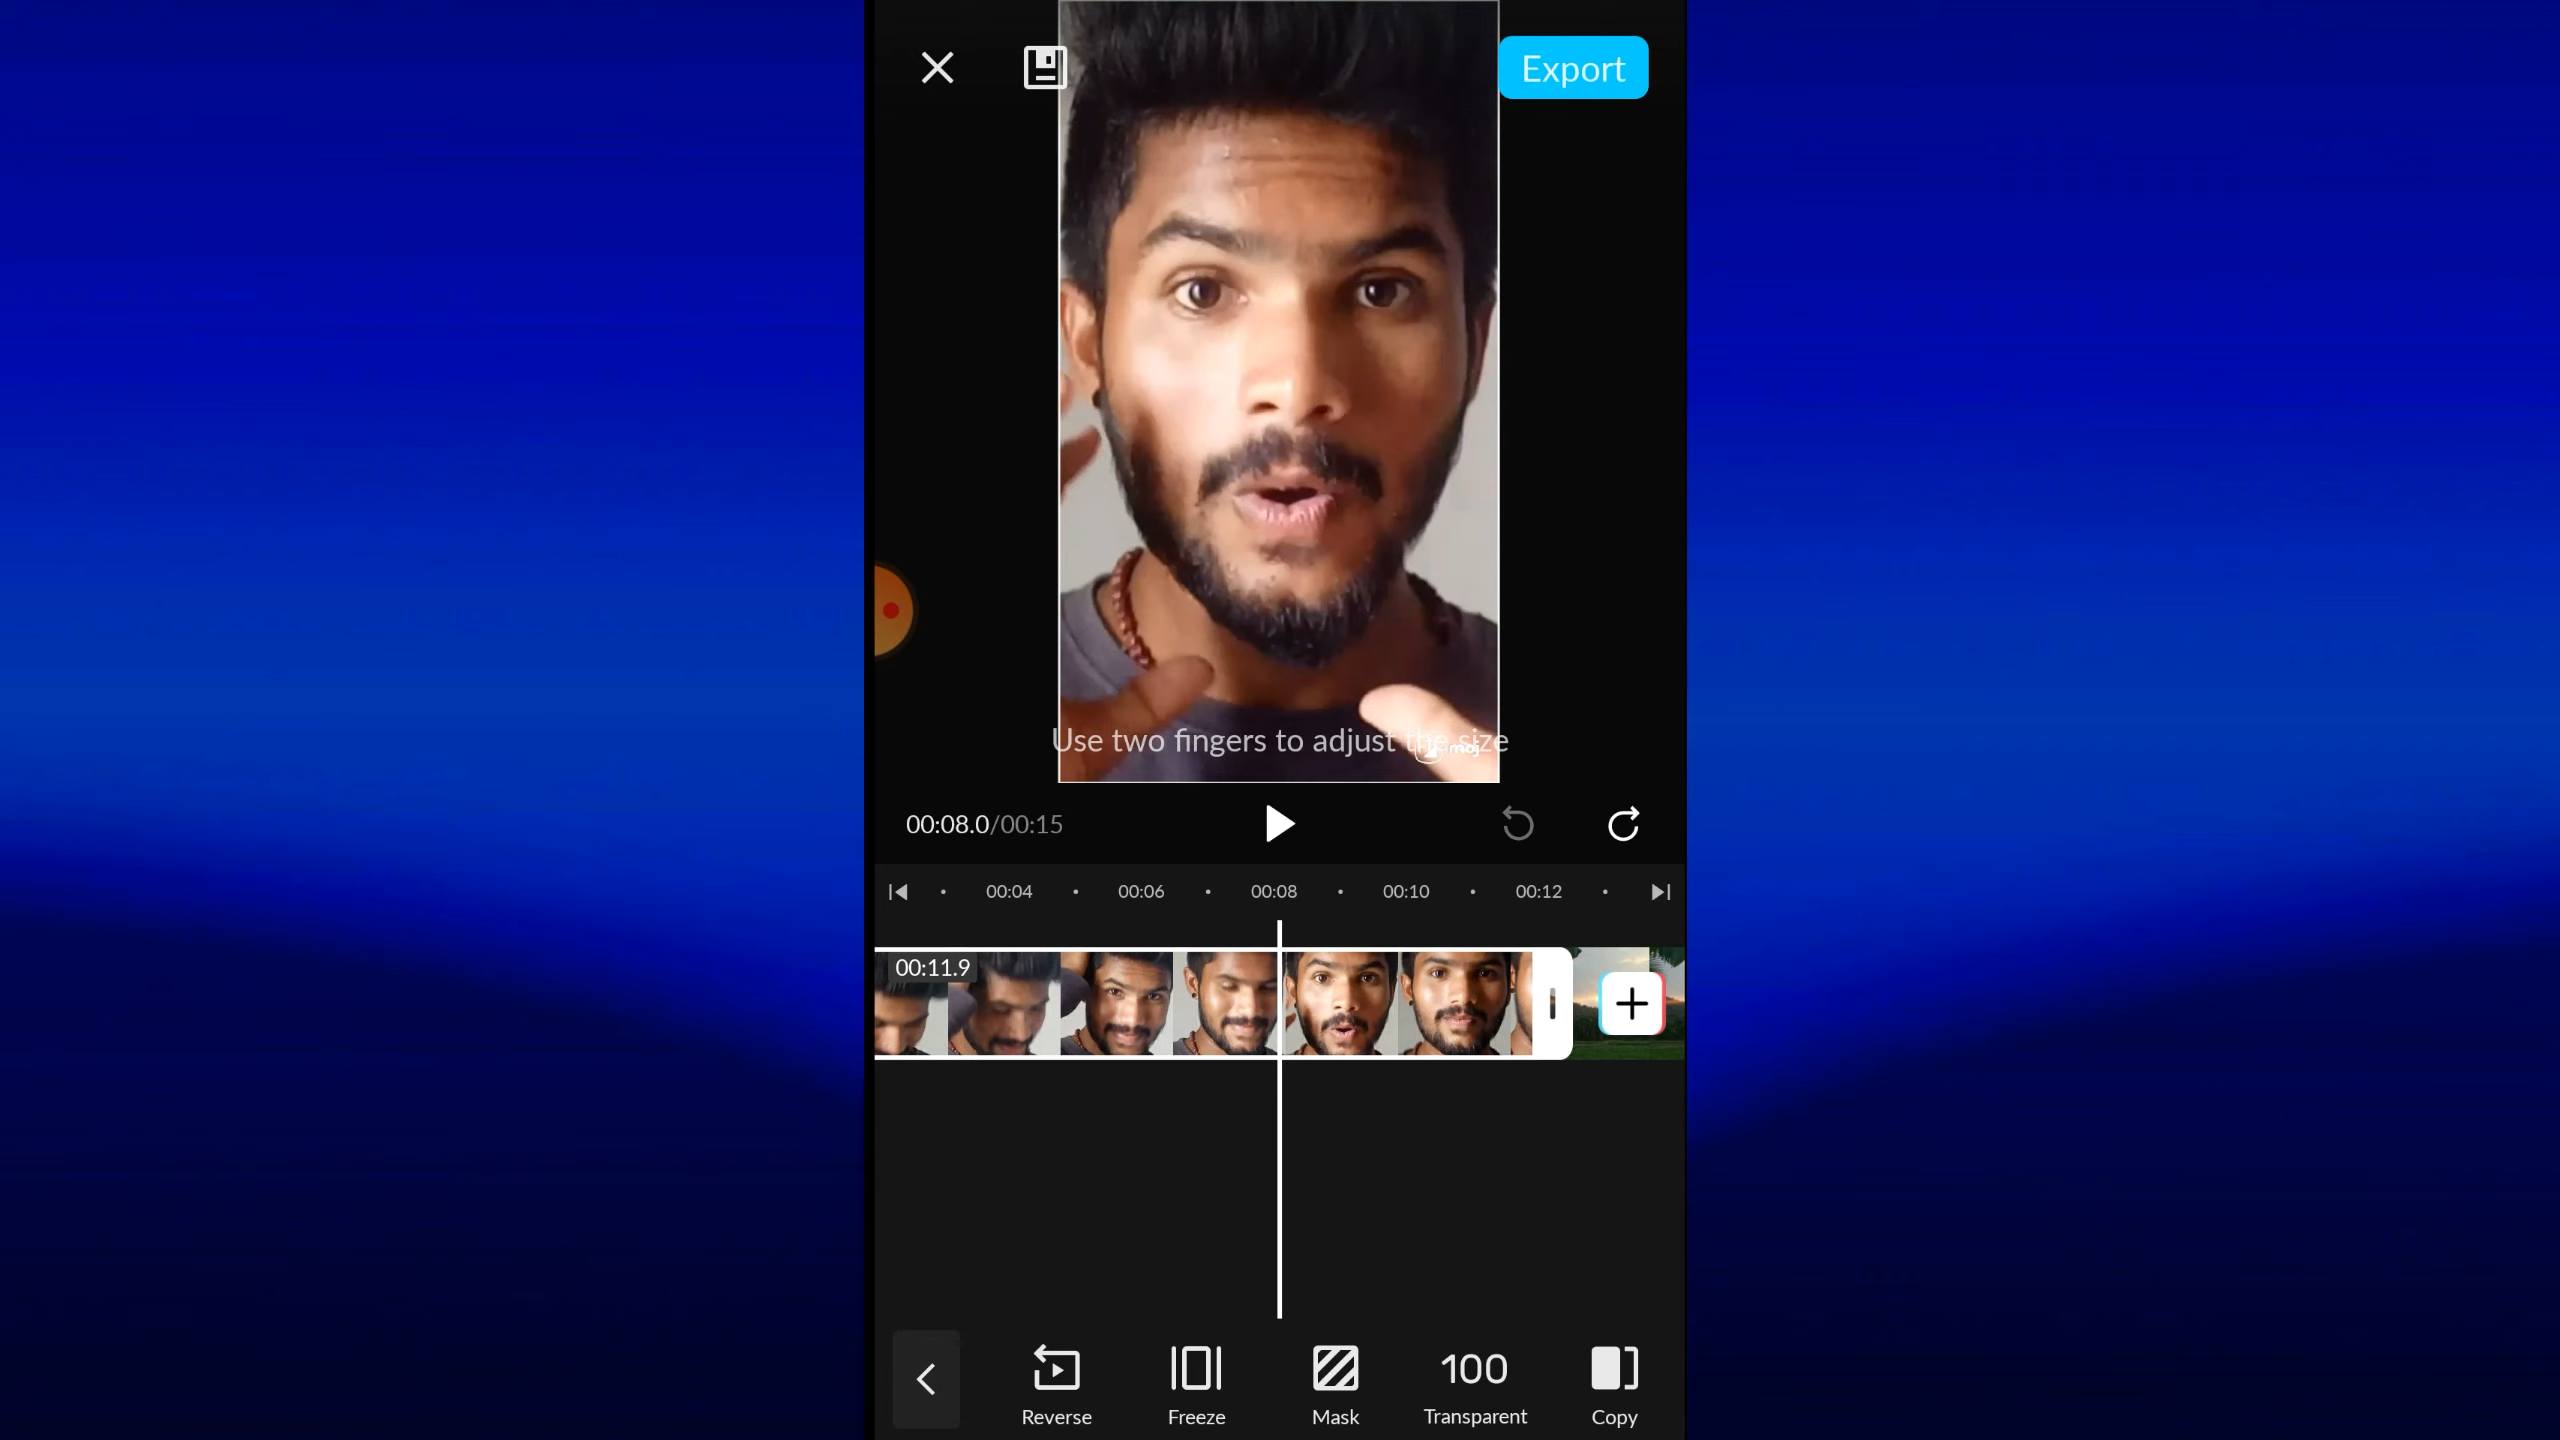 Export
Use two fingers to adjust the size
moj
00:08.0/00:15
00:04 00:06 00:08 00:10 00:12
00:11.9
100
Reverse Freeze Mask Transparent Copy